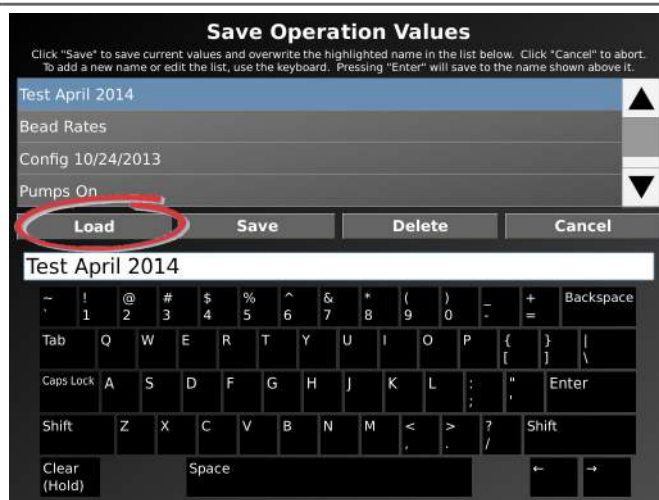 Save Operation Values
Click "Save" to save current values and overwrite the highlighted name in the list below. Click "Cancel" to abort.
To add a new name or edit the list, use the keyboard. Pressing "Enter" will save to the name shown above it.
Test April 2014
Bead Rates
Config 10/24/2013
Pumps On
Load Save Delete Cancel
Test April 2014
~ ! @ # $ % ^ & * ( ) _ + Backspace
` 1 2 3 4 5 6 7 8 9 0 - =
Tab Q W E R T Y U I O P { } |
[ ] \
Caps Lock A S D F G H J K L : " Enter
; '
Shift Z X C V B N M < > ? Shift
, . /
Clear Space ← →
(Hold)